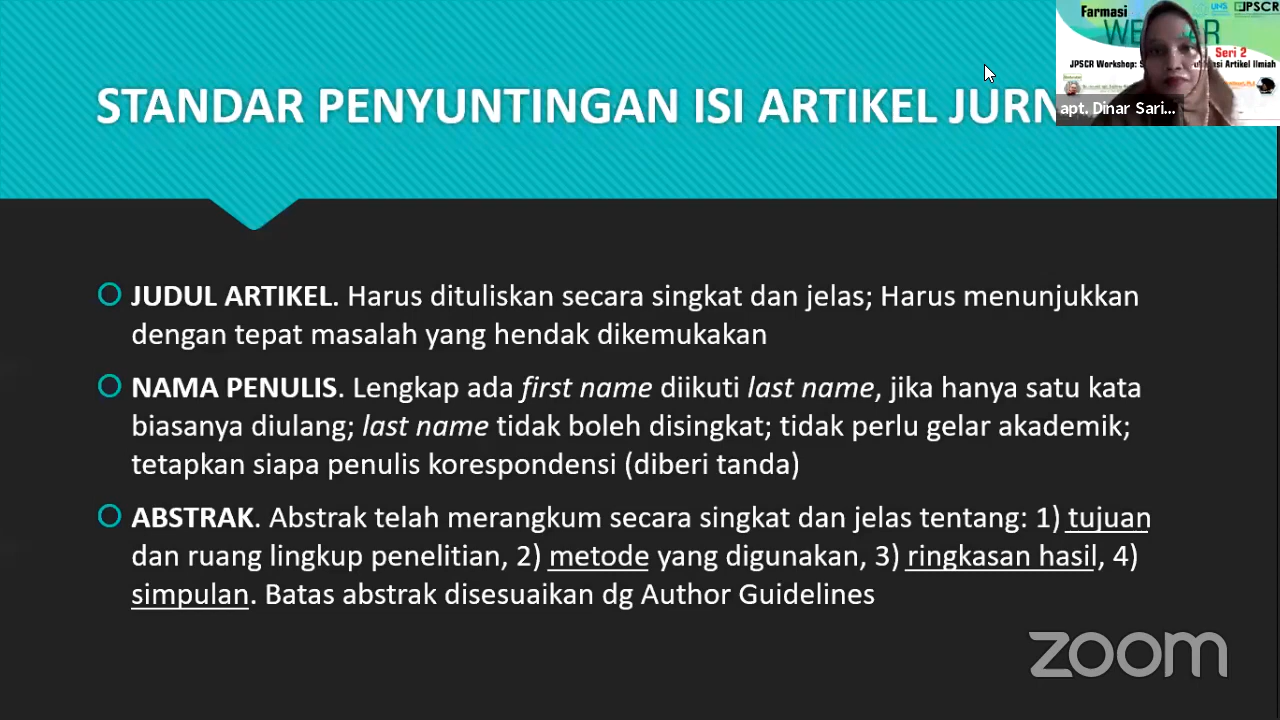 STANDAR PENYUNTINGAN ISI ARTIKEL
JUDUL ARTIKEL. Harus dituliskan secara singkat dan jelas; Harus menunjukkan
dengan tepat masalah yang hendak dikemukakan
NAMA PENULIS. Lengkap ada first name diikuti last name, jika hanya satu kata
biasanya diulang; last name tidak boleh disingkat; tidak perlu gelar akademik;
tetapkan siapa penulis korespondensi (diberi tanda)
ABSTRAK. Abstrak telah merangkum secara singkat dan jelas tentang: 1) tujuan
dan ruang lingkup penelitian, 2) metode yang digunakan, 3) ringkasan hasil, 4)
simpulan. Batas abstrak disesuaikan dg Author Guidelines
Farmasi
UNS
JPSCR
Seri 2
JPSCR Workshop:
Artikel Ilmiah
apt. Dinar Sari...
zoom